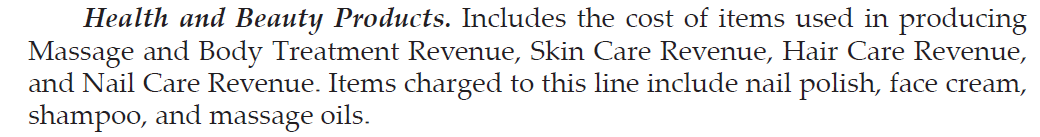 Health and Beauty Products. Includes the cost of items used in producing
Massage and Body Treatment Revenue, Skin Care Revenue, Hair Care Revenue,
and Nail Care Revenue. Items charged to this line include nail polish, face cream,
shampoo, and massage oils.